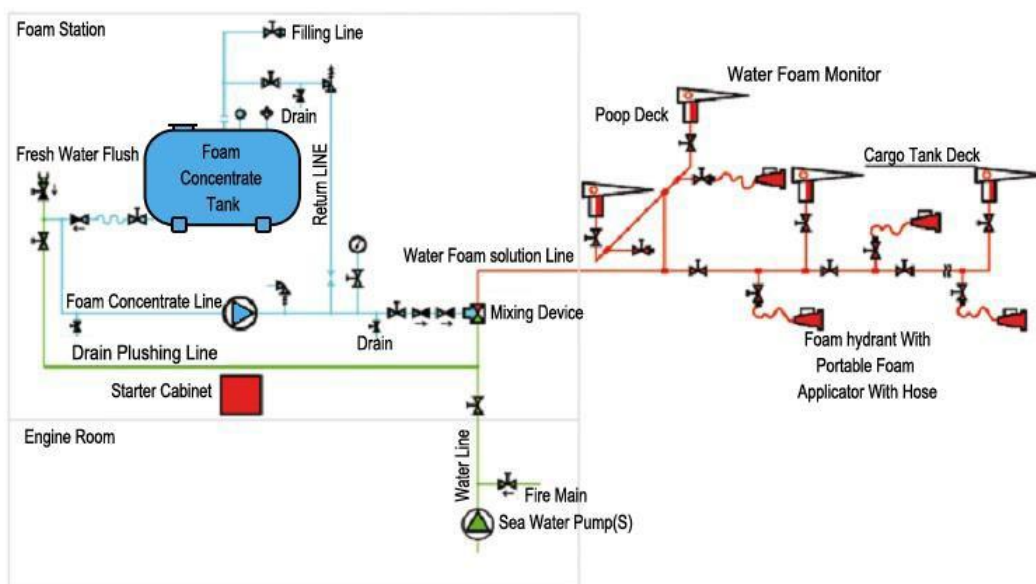 Foam Station
Filling Line
Water Foam Monitor
Poop Deck
Drain
Fresh Water Flush
Foam
Concentrate
Tank
Return LINE
Cargo Tank Deck
Water Foam solution Line
Foam Concentrate Line
Mixing Device
Drain
Drain Plushing Line
Foam hydrant With
Portable Foam
Applicator With Hose
Starter Cabinet
Engine Room
Water Line
Fire Main
Sea Water Pump(S)